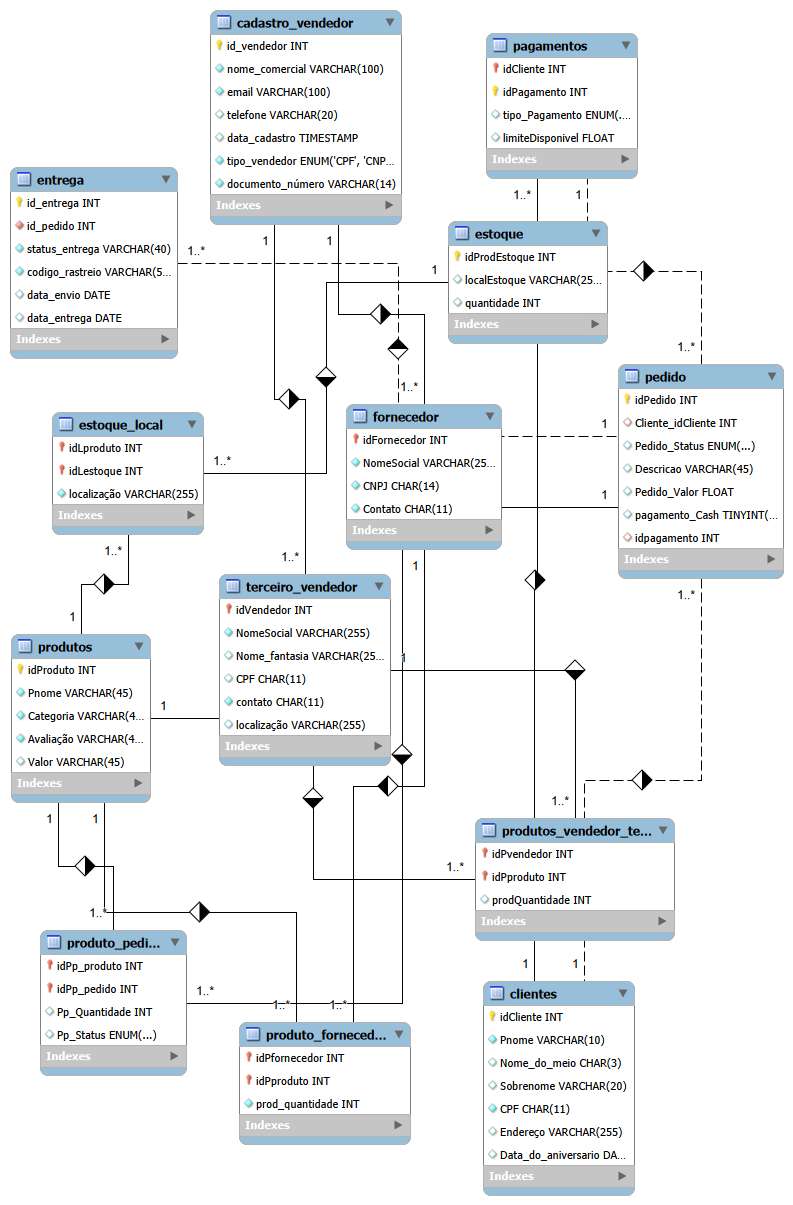 cadastro_vendedor
id_vendedor INT
nome_comercial VARCHAR(100)
email VARCHAR(100)
telefone VARCHAR(20)
data_cadastro TIMESTAMP
tipo_vendedor ENUM('CPF', 'CNP...
documento_número VARCHAR(14)
Indexes
pagamentos
idCliente INT
idPagamento INT
tipo_Pagamento ENUM(...
limiteDisponivel FLOAT
Indexes
entrega
id_entrega INT
id_pedido INT
status_entrega VARCHAR(40)
codigo_rastreio VARCHAR(5...
data_envio DATE
data_entrega DATE
Indexes
1..*
1
estoque
idProdEstoque INT
localEstoque VARCHAR(25...
quantidade INT
Indexes
1
1
1..*
1
1..*
1..*
pedido
idPedido INT
Cliente_idCliente INT
Pedido_Status ENUM(...)
Descricao VARCHAR(45)
Pedido_Valor FLOAT
pagamento_Cash TINYINT(...
idpagamento INT
Indexes
fornecedor
idFornecedor INT
NomeSocial VARCHAR(25...
CNPJ CHAR(14)
Contato CHAR(11)
Indexes
estoque_local
idLproduto INT
idLestoque INT
localização VARCHAR(255)
Indexes
1
1..*
1
1..*
1..*
1
1..*
terceiro_vendedor
idVendedor INT
NomeSocial VARCHAR(255)
Nome_fantasia VARCHAR(25...
CPF CHAR(11)
contato CHAR(11)
localização VARCHAR(255)
Indexes
1
1
produtos
idProduto INT
Pnome VARCHAR(45)
Categoria VARCHAR(4...
Avaliação VARCHAR(4...
Valor VARCHAR(45)
Indexes
1
1..*
1
1
produtos_vendedor_te...
idPvendedor INT
idPproduto INT
prodQuantidade INT
Indexes
1..*
1..*
produto_pedi...
idPp_produto INT
idPp_pedido INT
Pp_Quantidade INT
Pp_Status ENUM(...)
Indexes
1
1
1..*
1..*
1..*
produto_forneced...
idPfornecedor INT
idPproduto INT
prod_quantidade INT
Indexes
clientes
idCliente INT
Pnome VARCHAR(10)
Nome_do_meio CHAR(3)
Sobrenome VARCHAR(20)
CPF CHAR(11)
Endereço VARCHAR(255)
Data_do_aniversario DA...
Indexes